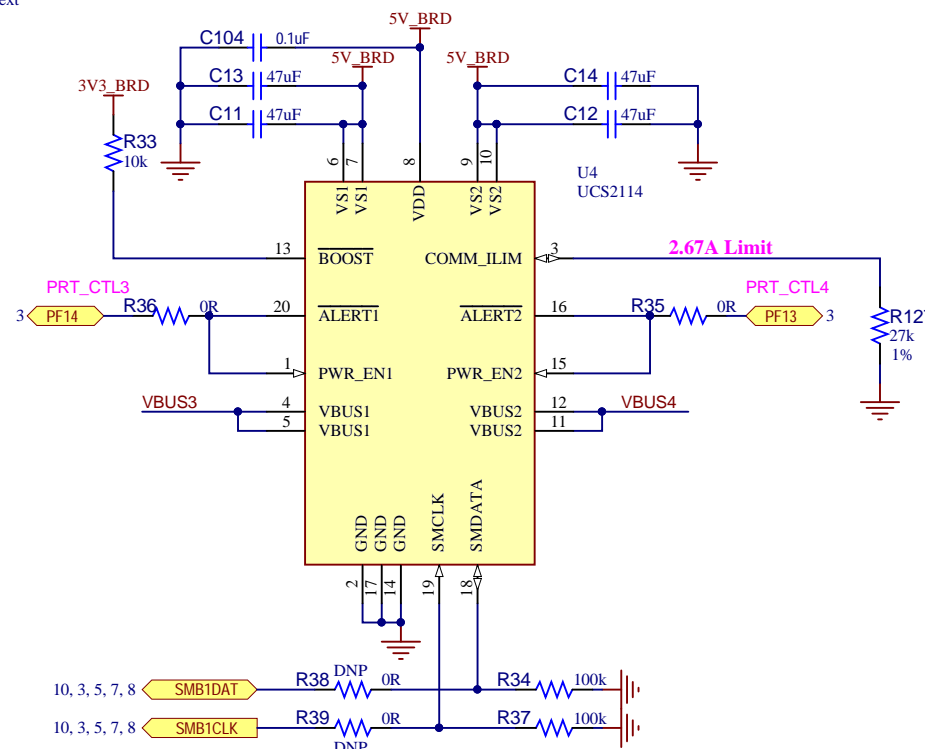 5V_BRD
C104 0.1uF
5V_BRD 5V_BRD
C13 47uF C14 47uF
3V3_BRD
C11 47uF C12 47uF
R33
10k
6 7 8 9 10
VS1 VS1 VDD VS2 VS2
U4
UCS2114
2.67A Limit
13 BOOST COMM_ILIM 3
PRT_CTL3 PRT_CTL4
3 PF14 R36 0R 20 ALERT1 ALERT2 16 R35 0R PF13 3
27k
1%
1 PWR_EN1 PWR_EN2 15
VBUS3 4 VBUS1 VBUS2 12 VBUS4
5 VBUS1 VBUS2 11
GND GND GND SMCLK SMDATA
2 17 14 19 18
DNP
10, 3, 5, 7, 8 SMB1DAT R38 0R R34 100k
10, 3, 5, 7, 8 SMB1CLK R39 0R R37 100k
DNP